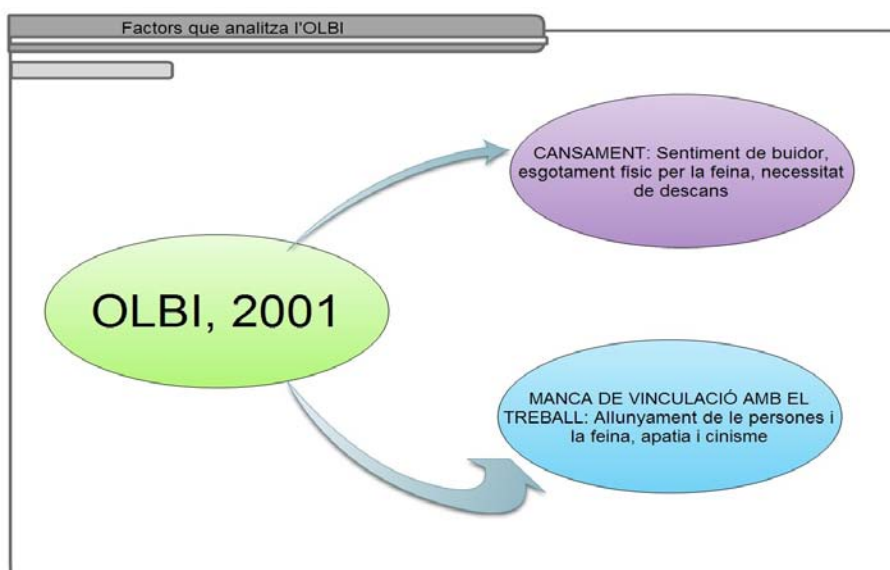 Factors que analitza l'OLBI
CANSAMENT: Sentiment de buidor,
esgotament físic per la feina, necessitat
de descans
OLBI, 2001
MANCA DE VINCULACIÓ AMB EL
TREBALL: Allunyament de le persones i
la feina, apatia i cinisme